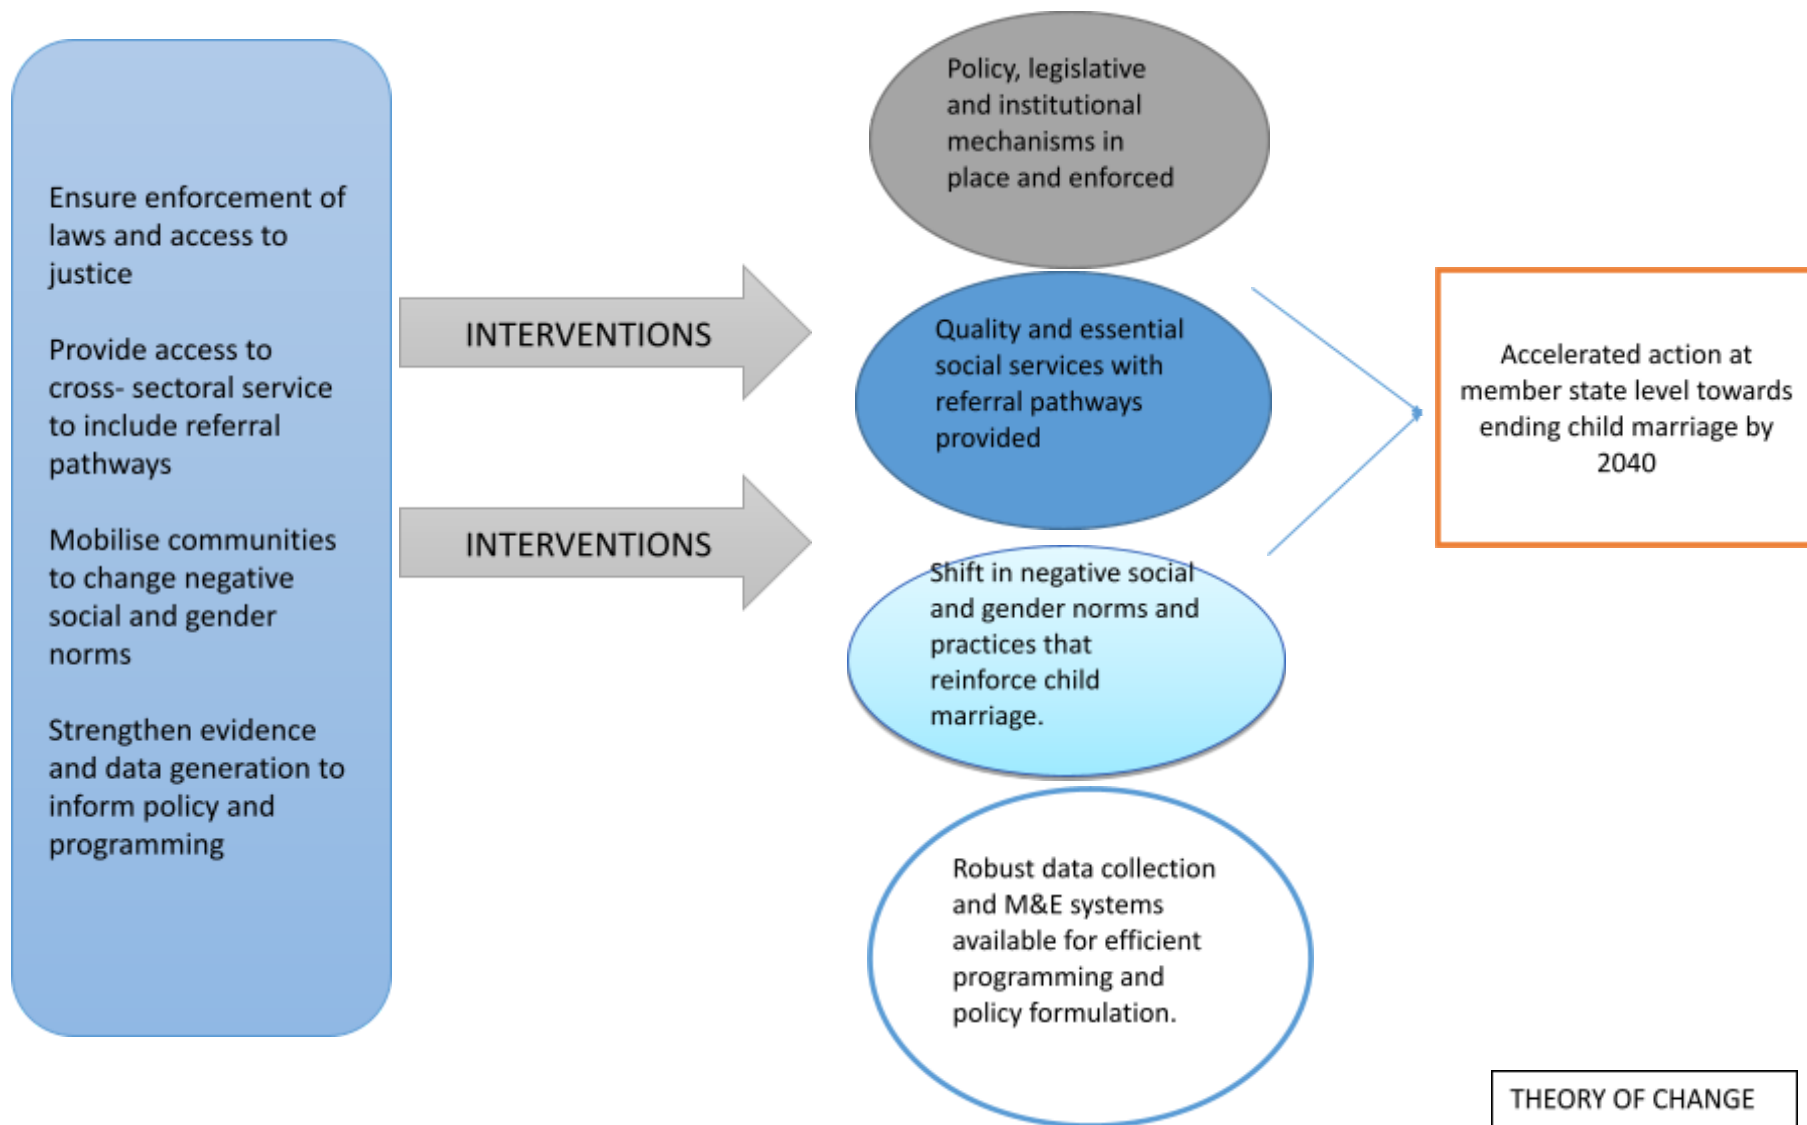 Ensure enforcement of
laws and access to
justice
Provide access to
cross- sectoral service
to include referral
pathways
Mobilise communities
to change negative
social and gender
norms
Strengthen evidence
and data generation to
inform policy and
programming
INTERVENTIONS
INTERVENTIONS
Policy, legislative
and institutional
mechanisms in
place and enforced
Quality and essential
social services with
referral pathways
provided
Shift in negative social
and gender norms and
practices that
reinforce child
marriage.
Robust data collection
and M&E systems
available for efficient
programming and
policy formulation.
Accelerated action at
member state level towards
ending child marriage by
2040
THEORY OF CHANGE